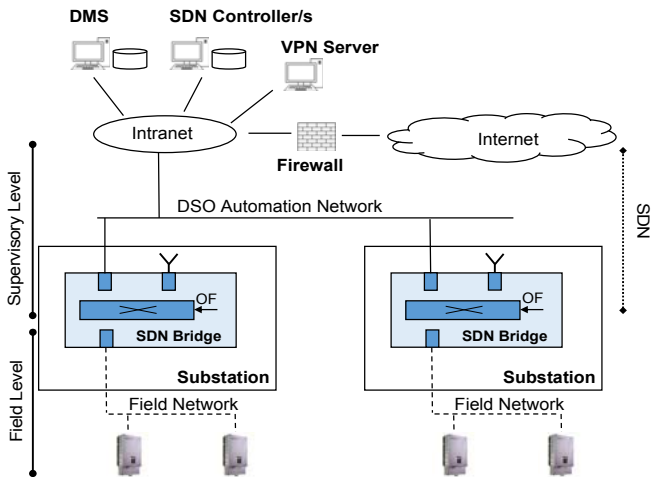 DMS
SDN Controller/s
VPN Server
Intranet
Internet
Firewall
DSO Automation Network
Supervisory Level
SDN
OF
SDN Bridge
Substation
OF
SDN Bridge
Substation
Field Level
Field Network
Field Network